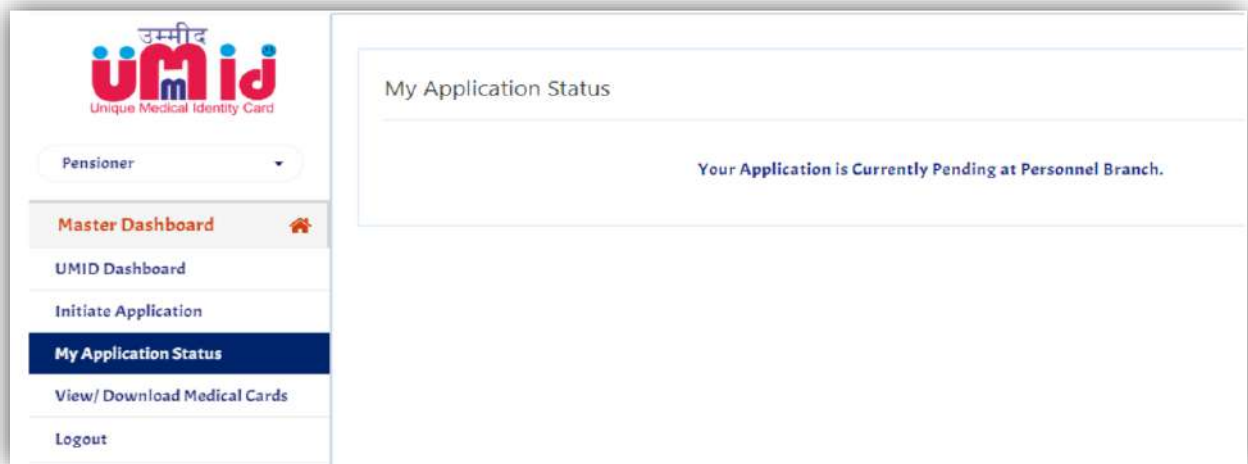 उम्मीद
UMID
Unique Medical Identity Card
Pensioner
Master Dashboard
UMID Dashboard
Initiate Application
My Application Status
View/ Download Medical Cards
Logout
My Application Status
Your Application is Currently Pending at Personnel Branch.